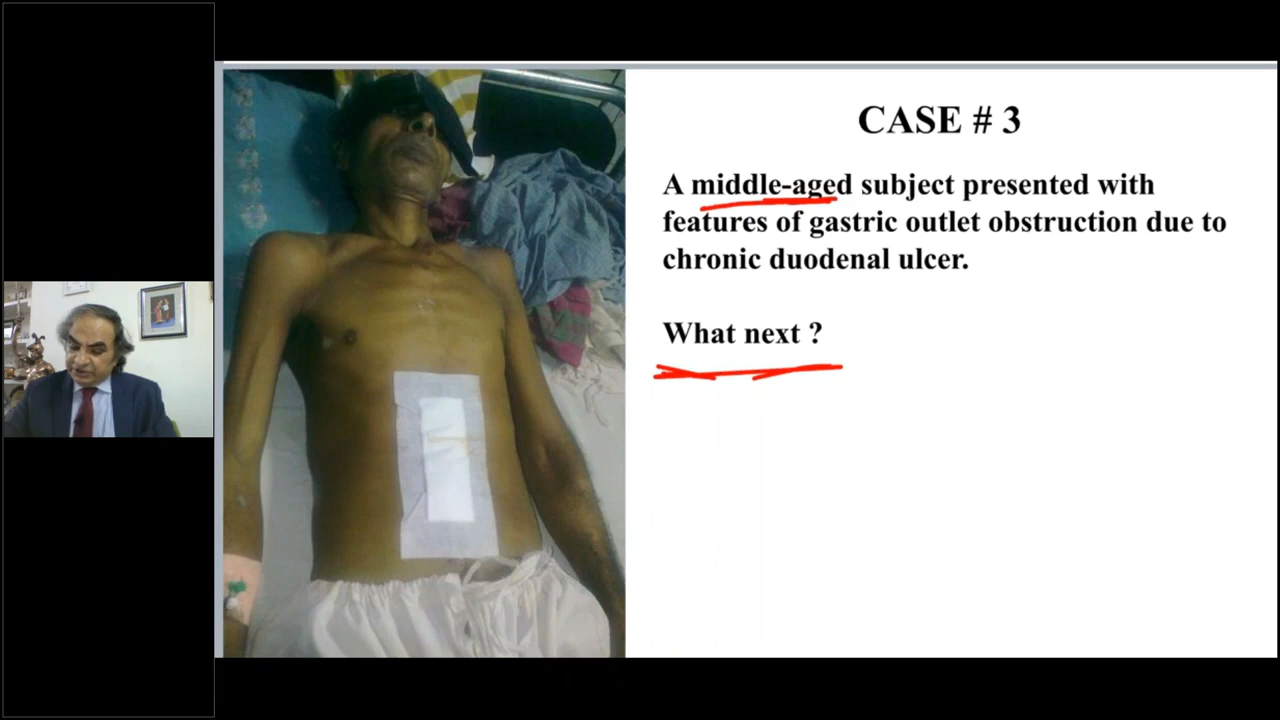 CASE # 3
A middle-aged subject presented with
features of gastric outlet obstruction due to
chronic duodenal ulcer.
What next ?